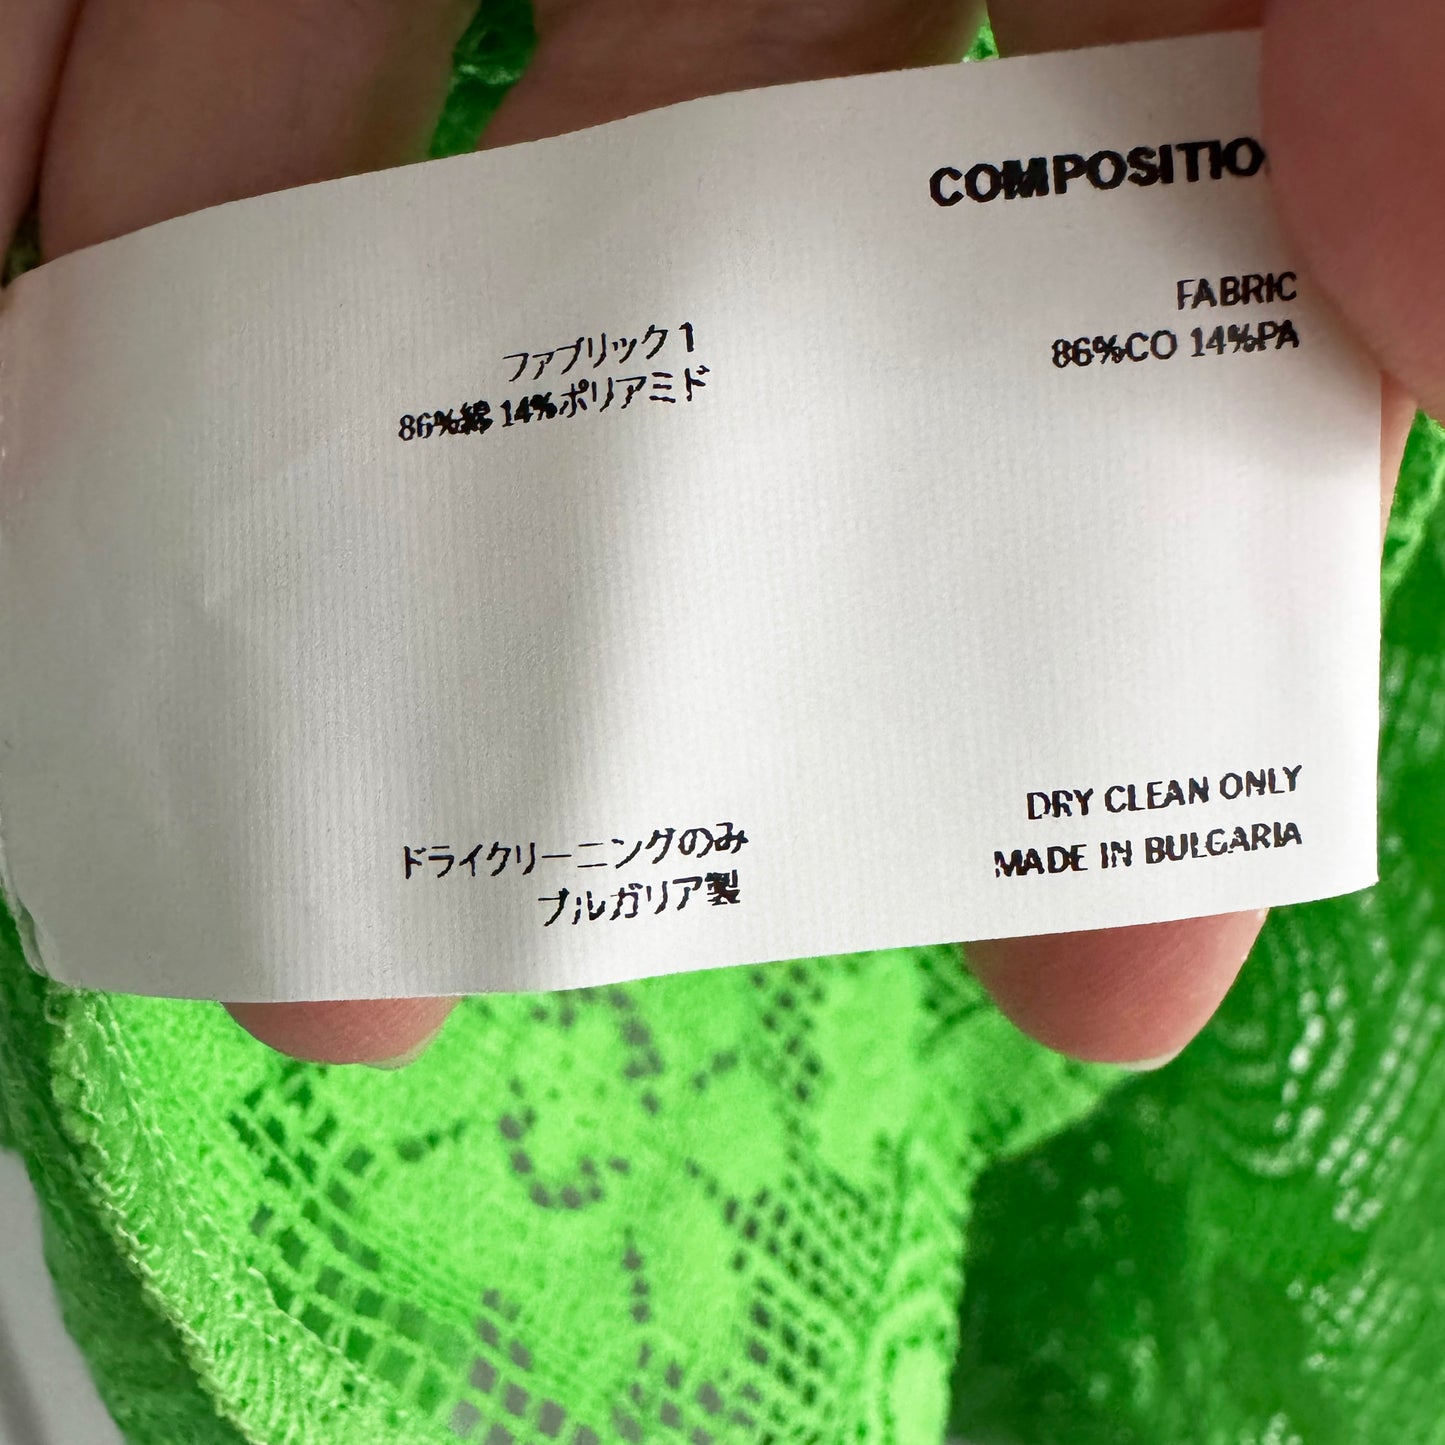 COMPOSITIO
FABRIC
86%CO 14%PA
DRY CLEAN ONLY
MADE IN BULGARIA
ファブリック1
86%綿 14%ポリアミド
ドライクリーニングのみ
ブルガリア製